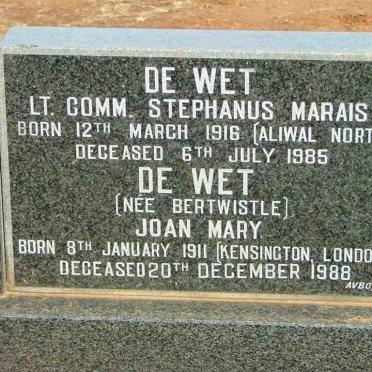 DE WET
LT. COMM. STEPHANUS MARAIS
BORN 12TH MARCH 1916 (ALIWAL NORT
DECEASED 6TH JULY 1985
DE WET
(NÉE BERTWISTLE)
JOAN MARY
BORN 8TH JANUARY 1911 (KENSINGTON, LONDO
DECEASED 20TH DECEMBER 1988
AVBO